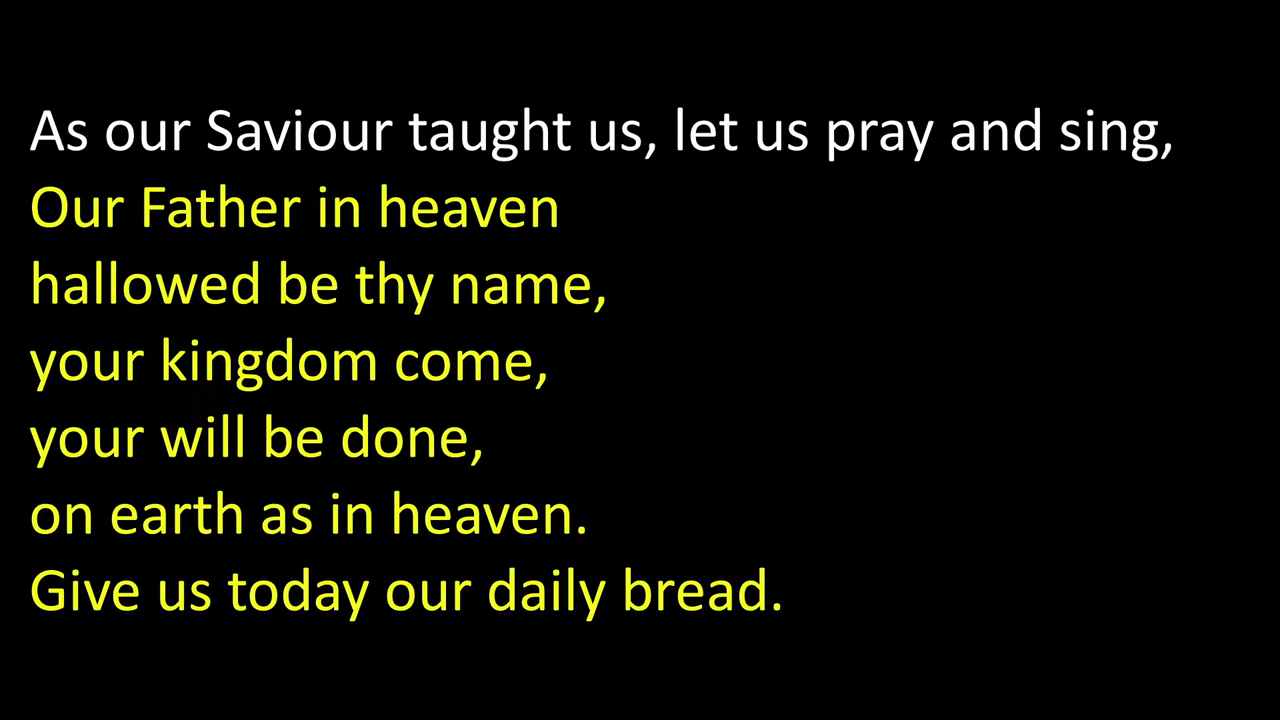 As our Saviour taught us, let us pray and sing,
Our Father in heaven
hallowed be thy name,
your kingdom come,
your will be done,
on earth as in heaven.
Give us today our daily bread.